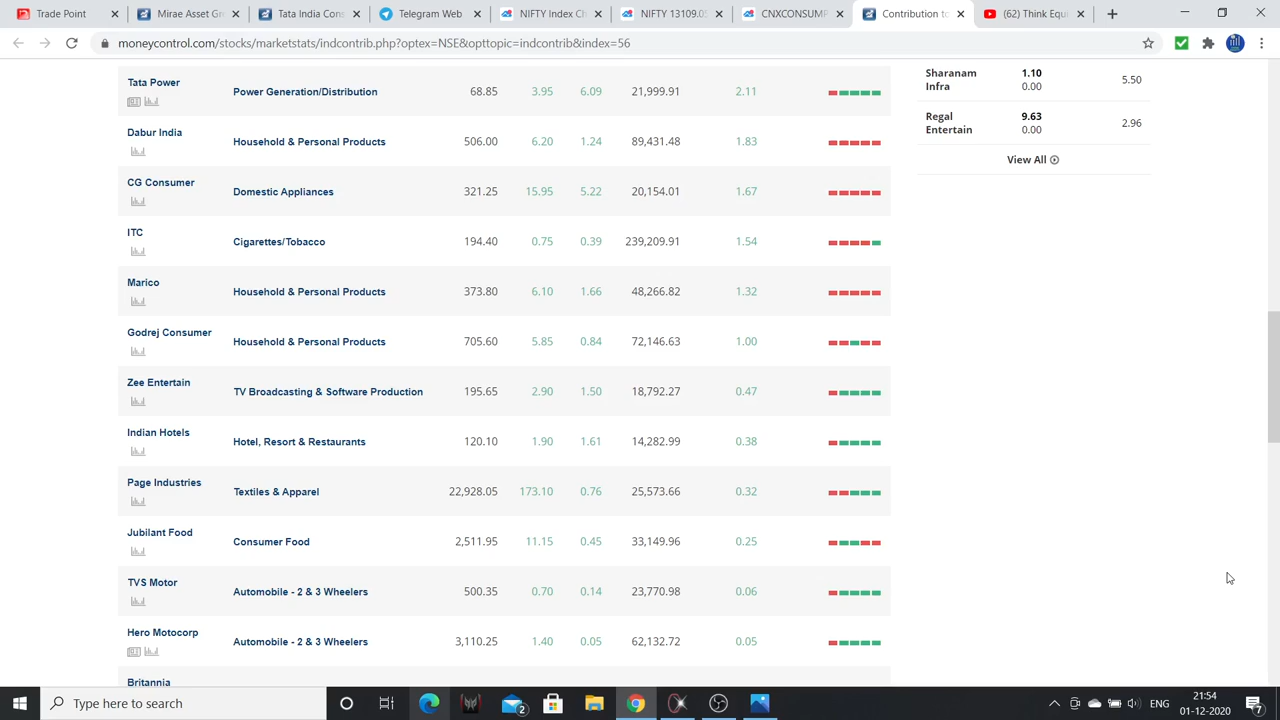 Trade Point
Mirae Asset Gr
Tata India Cons
Telegram Web
NIFTY Index Ch
NIFTY 13109.05
CNXCONSUMP
Contribution to
(62) Time Equ
moneycontrol.com/stocks/marketstats/indcontrib.php?optex=NSE&opttopic=indcontrib&index=56
Tata Power Power Generation/Distribution 68.85 3.95 6.09 21,999.91 2.11
Dabur India Household & Personal Products 506.00 6.20 1.24 89,431.48 1.83
CG Consumer Domestic Appliances 321.25 15.95 5.22 20,154.01 1.67
ITC Cigarettes/Tobacco 194.40 0.75 0.39 239,209.91 1.54
Marico Household & Personal Products 373.80 6.10 1.66 48,266.82 1.32
Godrej Consumer Household & Personal Products 705.60 5.85 0.84 72,146.63 1.00
Zee Entertain TV Broadcasting & Software Production 195.65 2.90 1.50 18,792.27 0.47
Indian Hotels Hotel, Resort & Restaurants 120.10 1.90 1.61 14,282.99 0.38
Page Industries Textiles & Apparel 22,928.05 173.10 0.76 25,573.66 0.32
Jubilant Food Consumer Food 2,511.95 11.15 0.45 33,149.96 0.25
TVS Motor Automobile - 2 & 3 Wheelers 500.35 0.70 0.14 23,770.98 0.06
Hero Motocorp Automobile - 2 & 3 Wheelers 3,110.25 1.40 0.05 62,132.72 0.05
Britannia
Sharanam 1.10
Infra 0.00 5.50
Regal 9.63
Entertain 0.00 2.96
View All
Type here to search
2
ENG
21:54
01-12-2020
7